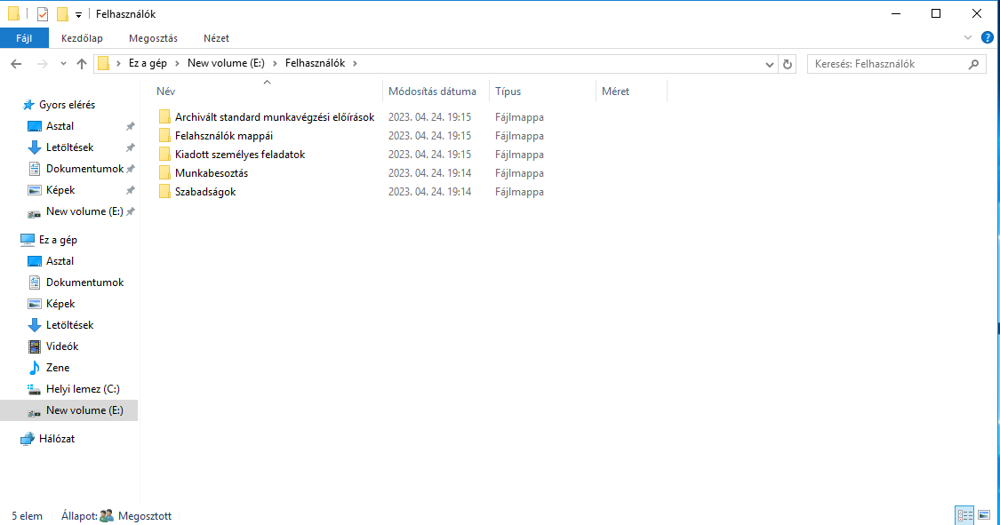 Felhasználók
Fájl Kezdőlap Megosztás Nézet
Ez a gép New volume (E:) Felhasználók
Keresés: Felhasználók
Név Módosítás dátuma Típus Méret
Archivált standard munkavégzési előírások 2023. 04. 24. 19:15 Fájlmappa
Felahsználók mappái 2023. 04. 24. 19:15 Fájlmappa
Kiadott személyes feladatok 2023. 04. 24. 19:15 Fájlmappa
Munkabesoztás 2023. 04. 24. 19:14 Fájlmappa
Szabadságok 2023. 04. 24. 19:14 Fájlmappa
Gyors elérés
Asztal
Letöltések
Dokumentumok
Képek
New volume (E:)
Ez a gép
Asztal
Dokumentumok
Képek
Letöltések
Videók
Zene
Helyi lemez (C:)
New volume (E:)
Hálózat
5 elem Állapot: Megosztott